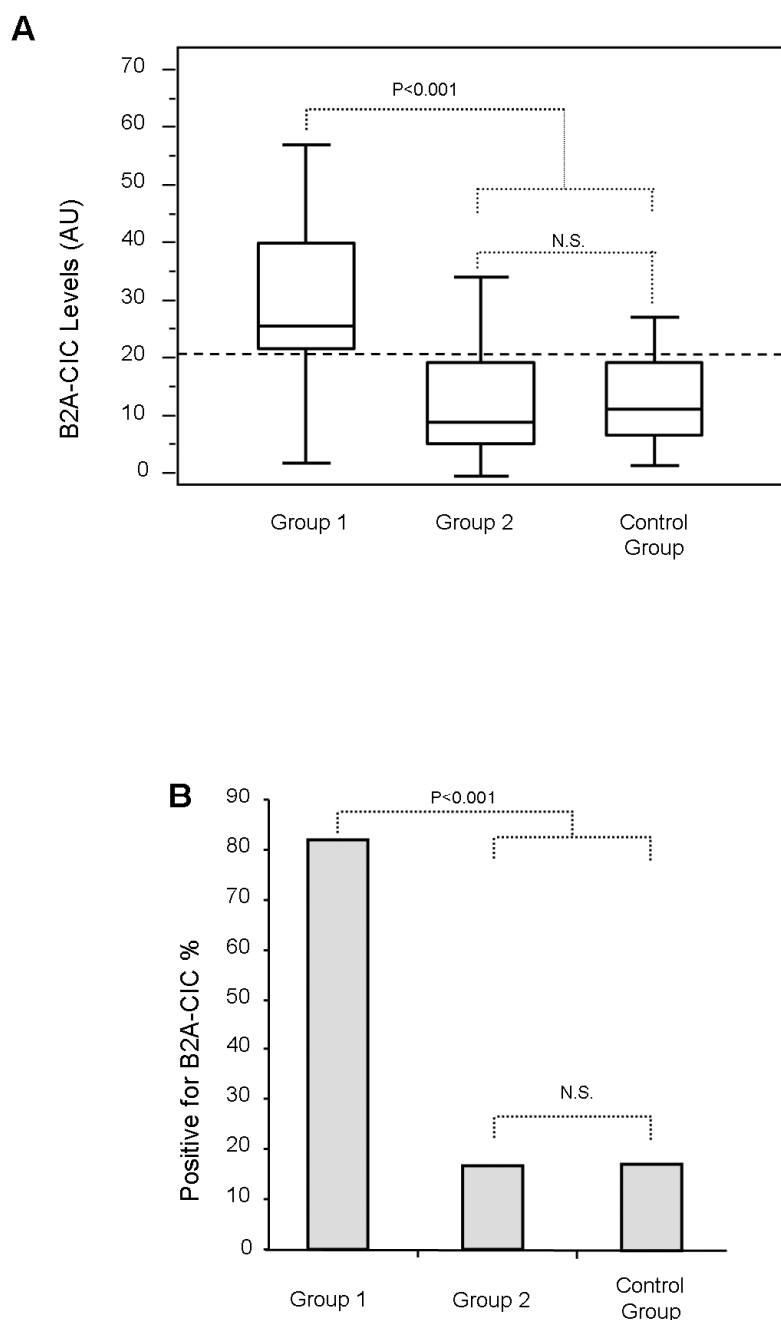 A
70
P<0.001
60
50
40
N.S.
30
20
10
0
B2A-CIC Levels (AU)
Group 1
Group 2
Control
Group
B
90
P<0.001
80
70
60
50
40
30
N.S.
20
10
0
Positive for B2A-CIC %
Group 1
Group 2
Control
Group